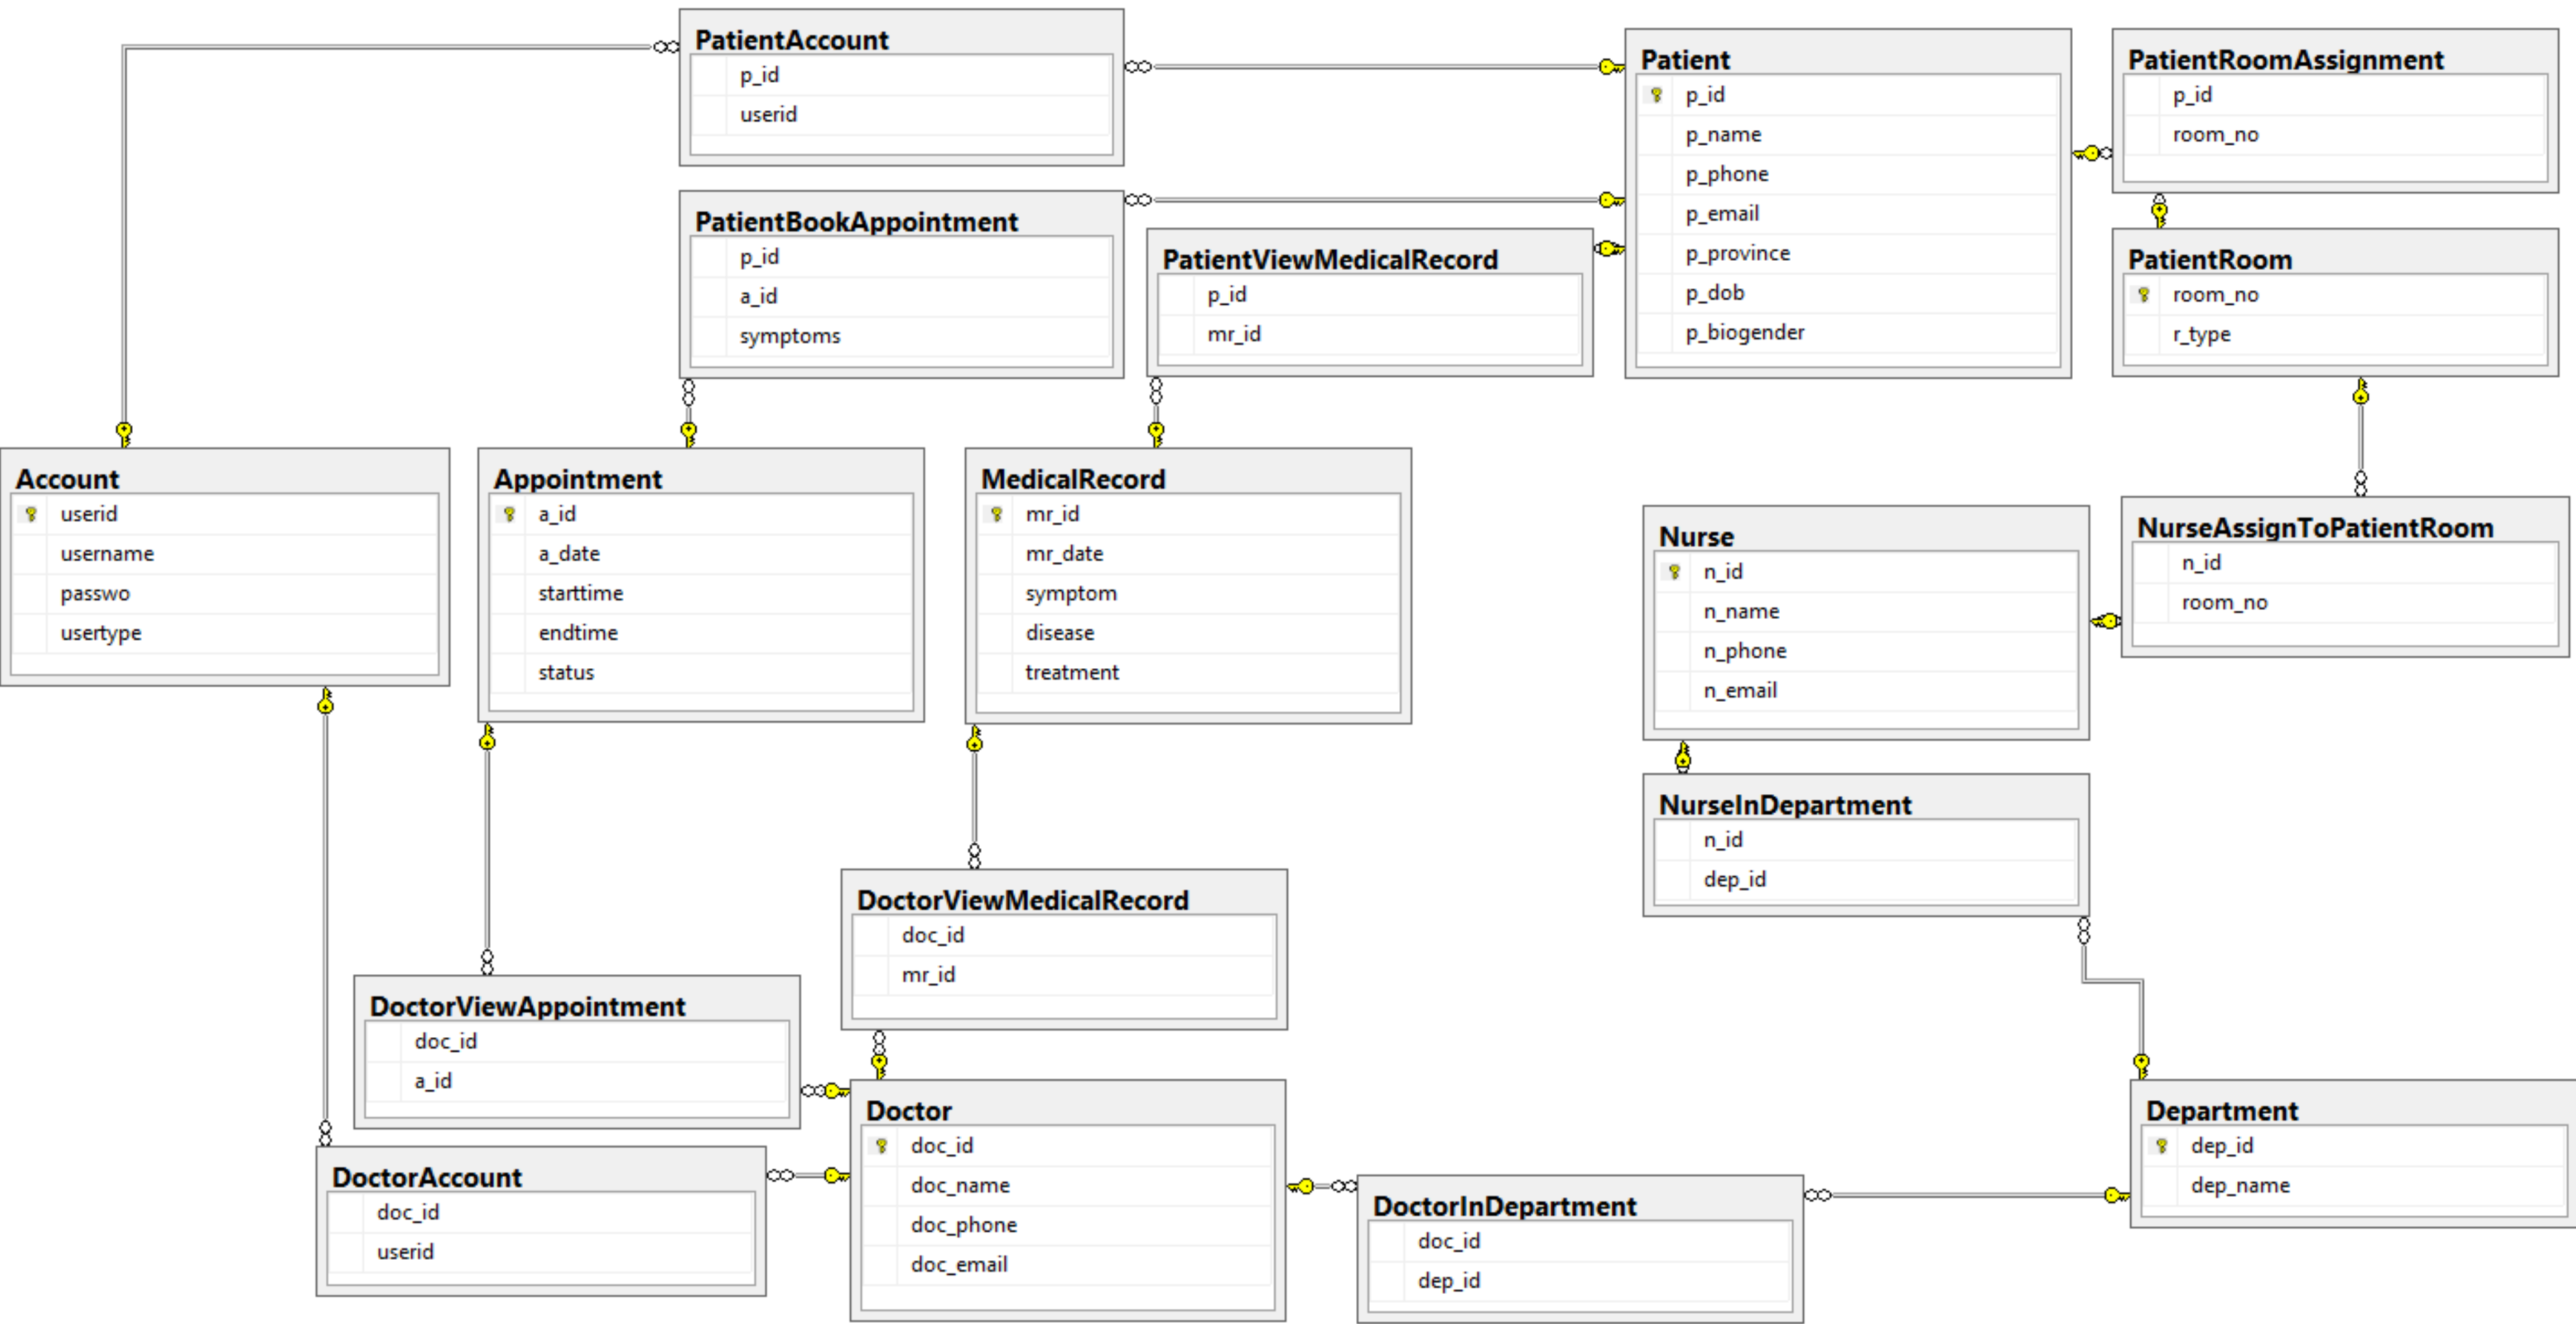 PatientAccount
p_id
userid
Patient
p_id
p_name
p_phone
p_email
p_province
p_dob
p_biogender
PatientRoomAssignment
p_id
room_no
PatientBookAppointment
p_id
a_id
symptoms
PatientViewMedicalRecord
p_id
mr_id
PatientRoom
room_no
r_type
Account
userid
username
passwo
usertype
Appointment
a_id
a_date
starttime
endtime
status
MedicalRecord
mr_id
mr_date
symptom
disease
treatment
Nurse
n_id
n_name
n_phone
n_email
NurseAssignToPatientRoom
n_id
room_no
NurseInDepartment
n_id
dep_id
DoctorViewMedicalRecord
doc_id
mr_id
DoctorViewAppointment
doc_id
a_id
Doctor
doc_id
doc_name
doc_phone
doc_email
Department
dep_id
dep_name
DoctorAccount
doc_id
userid
DoctorInDepartment
doc_id
dep_id